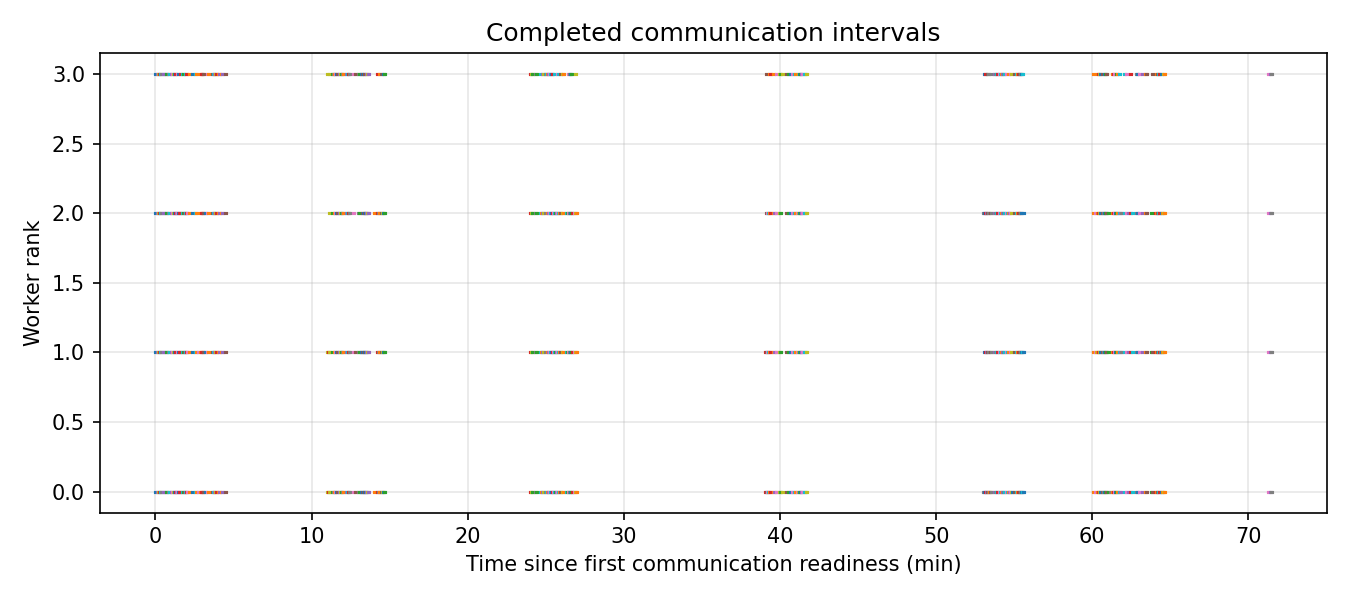 Completed communication intervals
3.0
2.5
2.0
1.5
1.0
0.5
0.0
Worker rank
0 10 20 30 40 50 60 70
Time since first communication readiness (min)